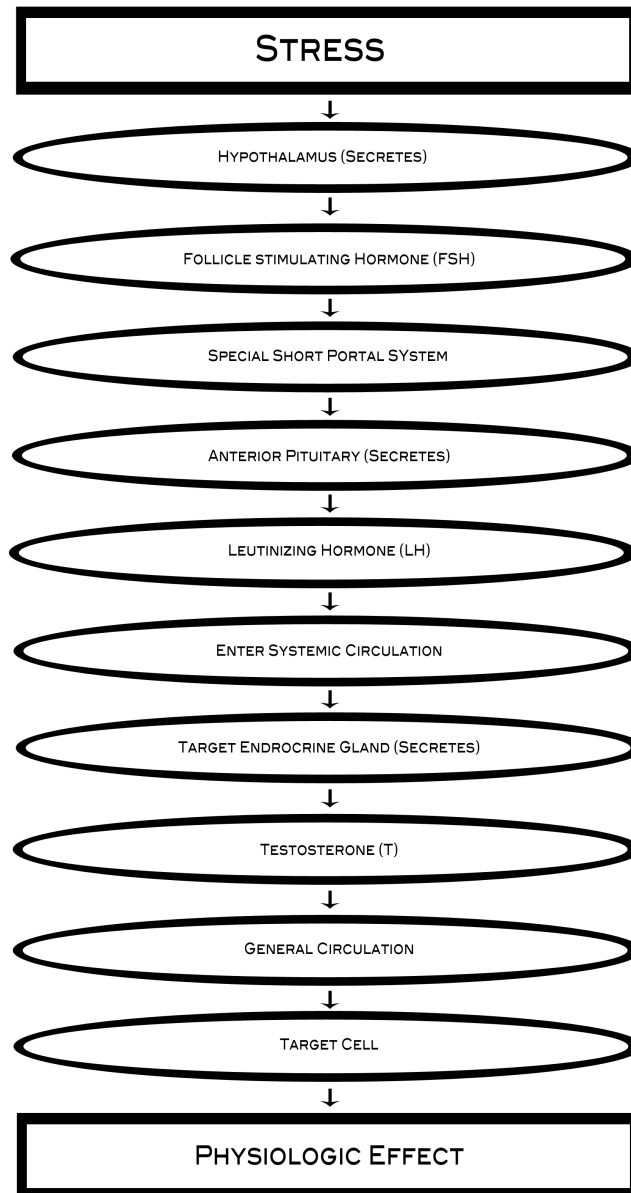 Stress
Hypothalamus (Secretes)
Follicle stimulating Hormone (FSH)
Special Short Portal SYstem
Anterior Pituitary (Secretes)
Leutinizing Hormone (LH)
Enter Systemic Circulation
Target Endrocrine Gland (Secretes)
Testosterone (T)
General Circulation
Target Cell
Physiologic Effect